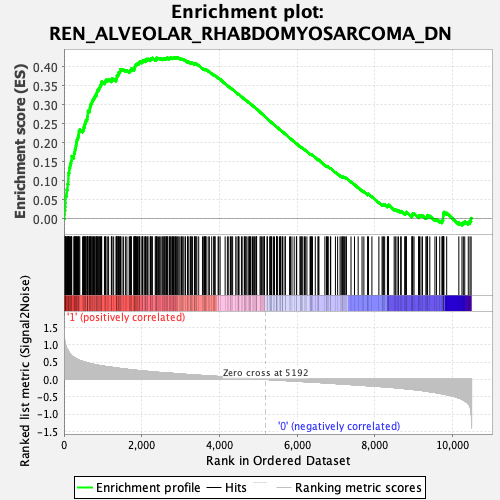 Enrichment plot:
REN_ALVEOLAR_RHABDOMYOSARCOMA_DN
Enrichment score (ES)
0.40
0.35
0.30
0.25
0.20
0.15
0.10
0.05
0.00
'1' (positively correlated)
Ranked list metric (Signal2Noise)
1.5
1.0
0.5
0.0
-0.5
-1.0
-1.5
Zero cross at 5192
'0' (negatively correlated)
0 2,000 4,000 6,000 8,000 10,000
Rank in Ordered Dataset
Enrichment profile Hits Ranking metric scores